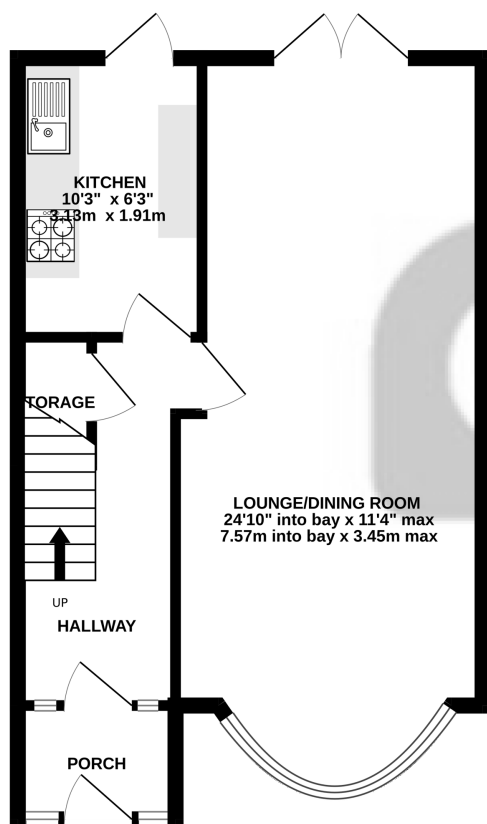 KITCHEN
10'3" x 6'3"
3.13m x 1.91m
TORAGE
LOUNGE/DINING ROOM
24'10" into bay x 11'4" max
7.57m into bay x 3.45m max
UP
HALLWAY
PORCH